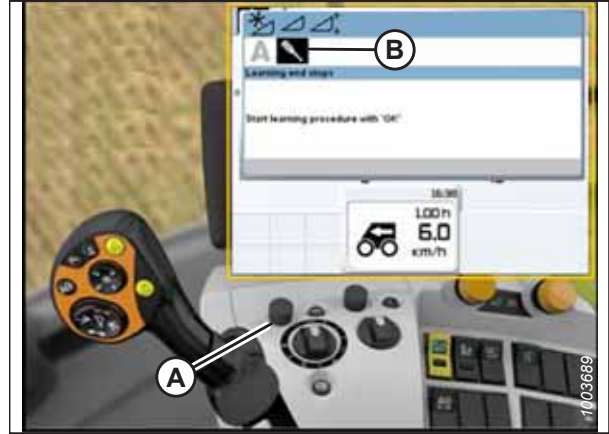 A
B
Learning end stops
Start learning procedure with 'OK'
16:30
1.00 h
6,0
km/h
A
1003689